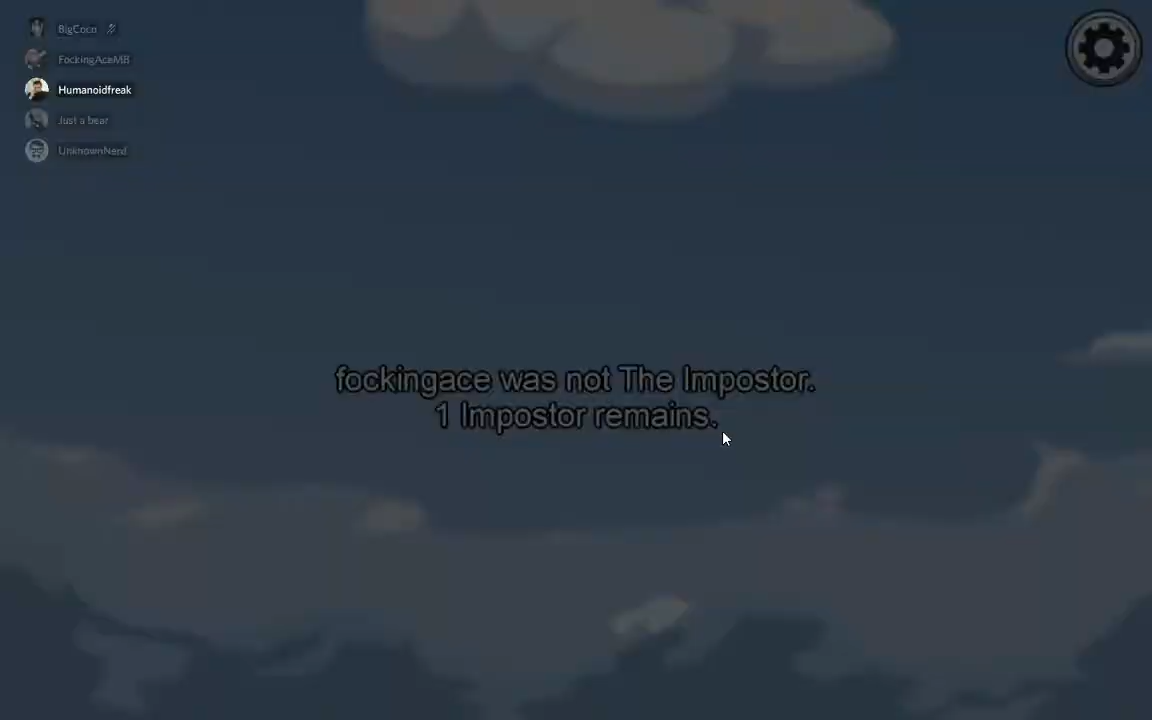 BigCoco
FockingAceMB
Humanoidfreak
Just a bear
UnknownNerd
fockingace was not The Impostor.
1 Impostor remains.